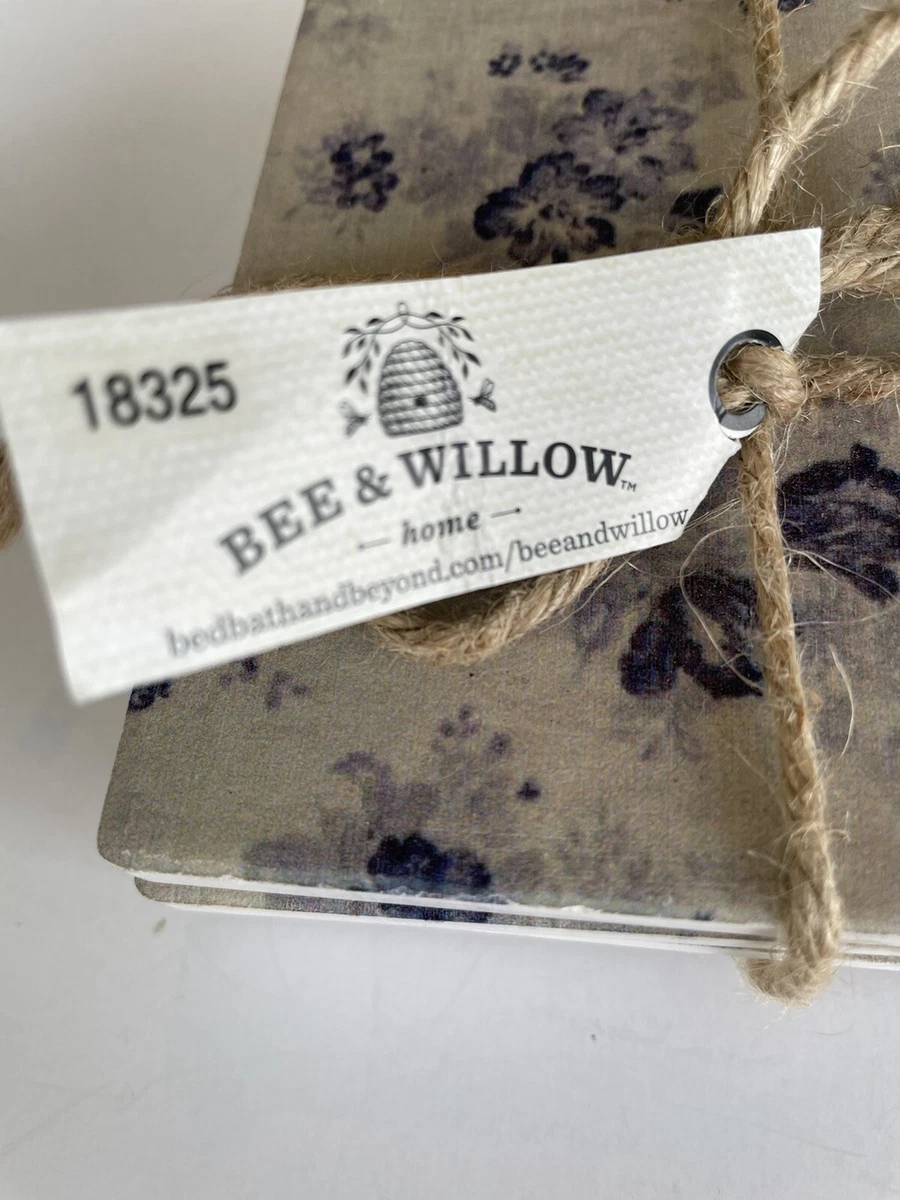 18325
BEE & WILLOW™
— home —
bedbathandbeyond.com/beeandwillow